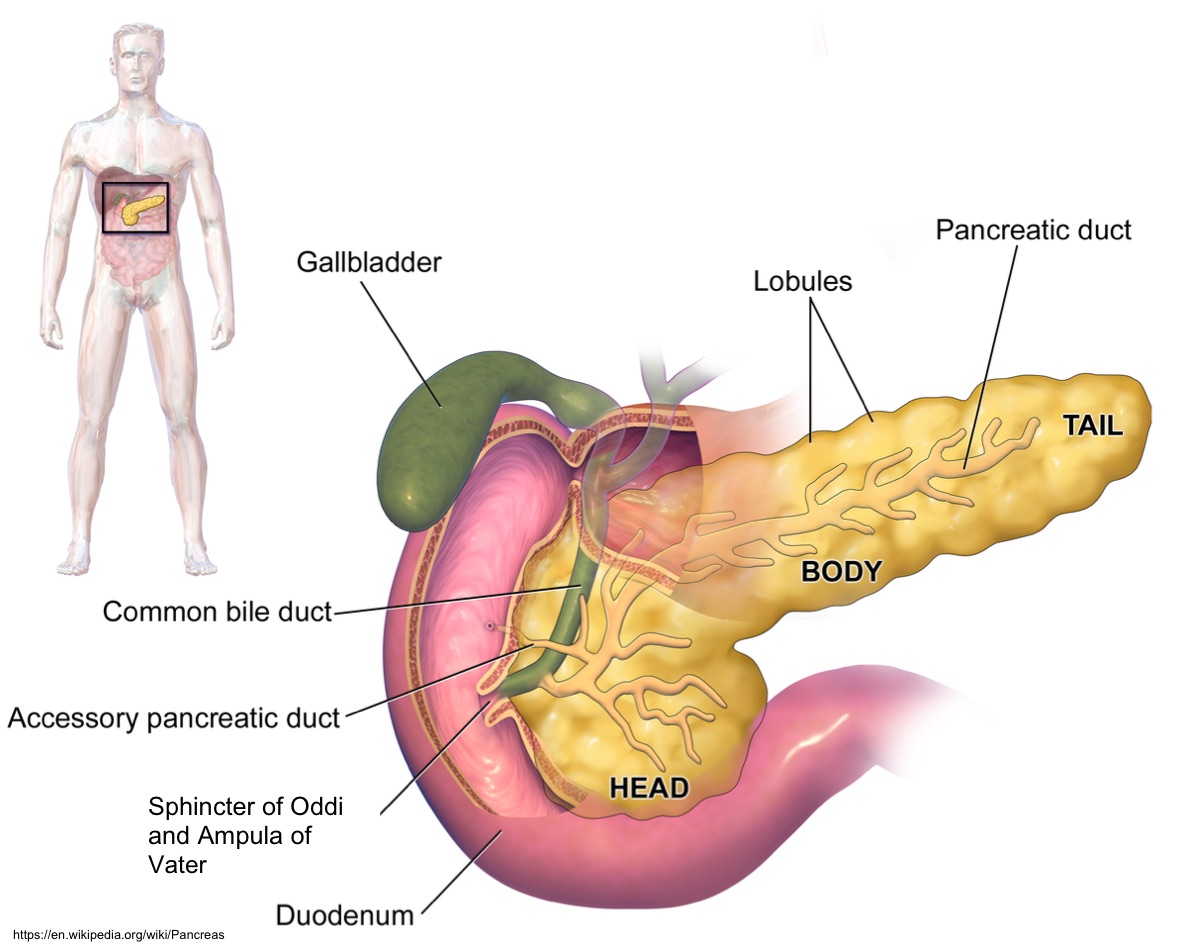 Pancreatic duct
Gallbladder
Lobules
TAIL
BODY
Common bile duct
Accessory pancreatic duct
HEAD
Sphincter of Oddi
and Ampula of
Vater
Duodenum
https://en.wikipedia.org/wiki/Pancreas